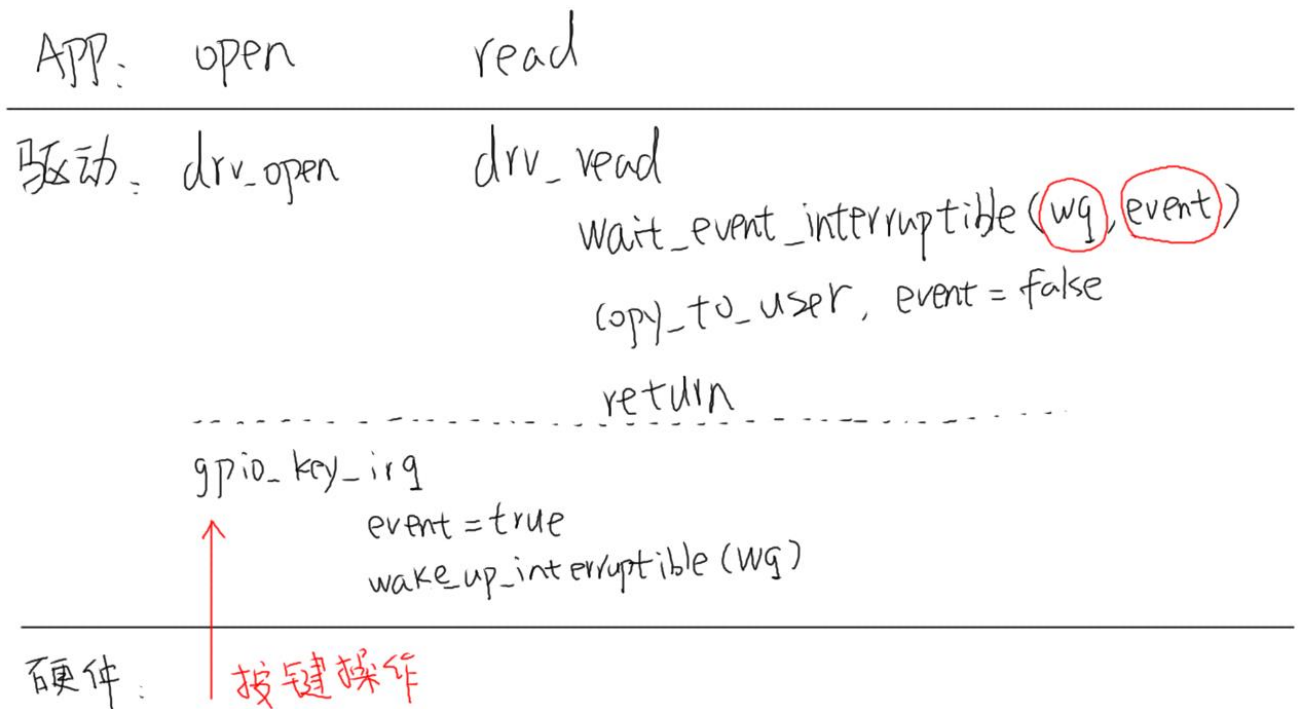 APP: open read
驱动: drv_open drv_read
wait_event_interruptible(wq, event)
copy_to_user, event = false
return
gpio_key_irq
event = true
wake_up_interruptible(wq)
硬件: 按键操作